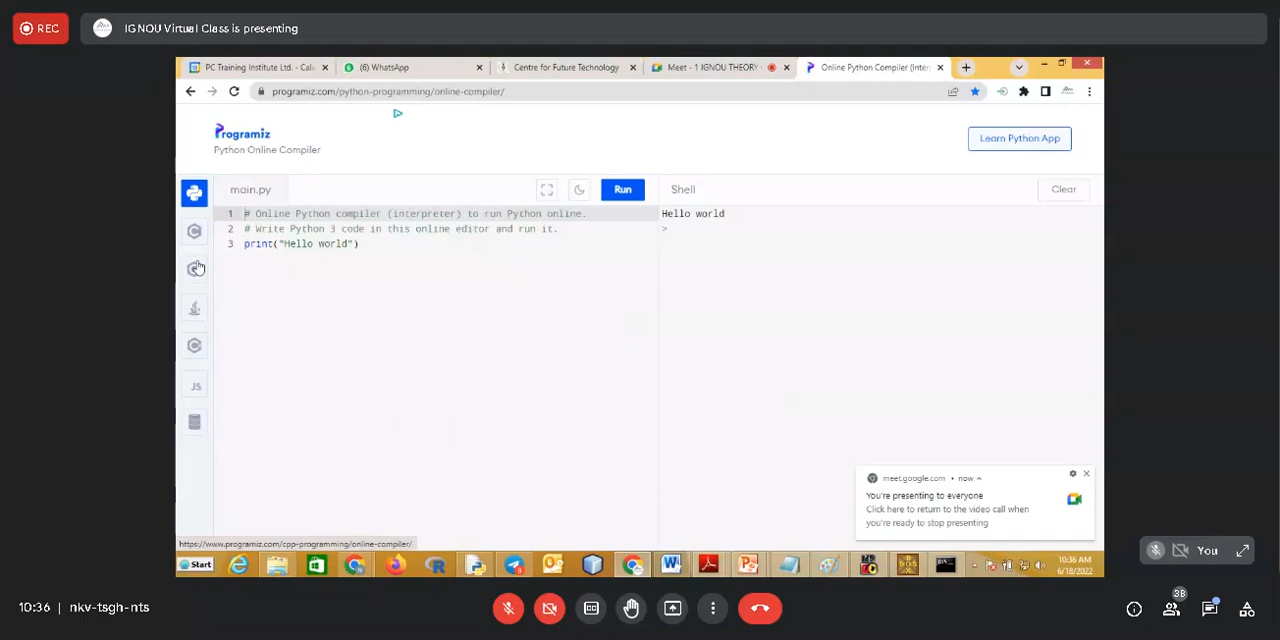 REC
IGNOU Virtual Class is presenting
PC Training Institute Ltd. - Cale
(6) WhatsApp
Centre for Future Technology
Meet - 1 IGNOU THEORY
Online Python Compiler (Inter
programiz.com/python-programming/online-compiler/
Programiz
Python Online Compiler
Learn Python App
main.py
Run
Shell
Clear
1 # Online Python compiler (interpreter) to run Python online.
2 # Write Python 3 code in this online editor and run it.
3 print("Hello world")
Hello world
>
JS
meet.google.com • now
You're presenting to everyone
Click here to return to the video call when
you're ready to stop presenting
https://www.programiz.com/cpp-programming/online-compiler/
Start
10:36 AM
6/18/2022
You
10:36 | nkv-tsgh-nts
38